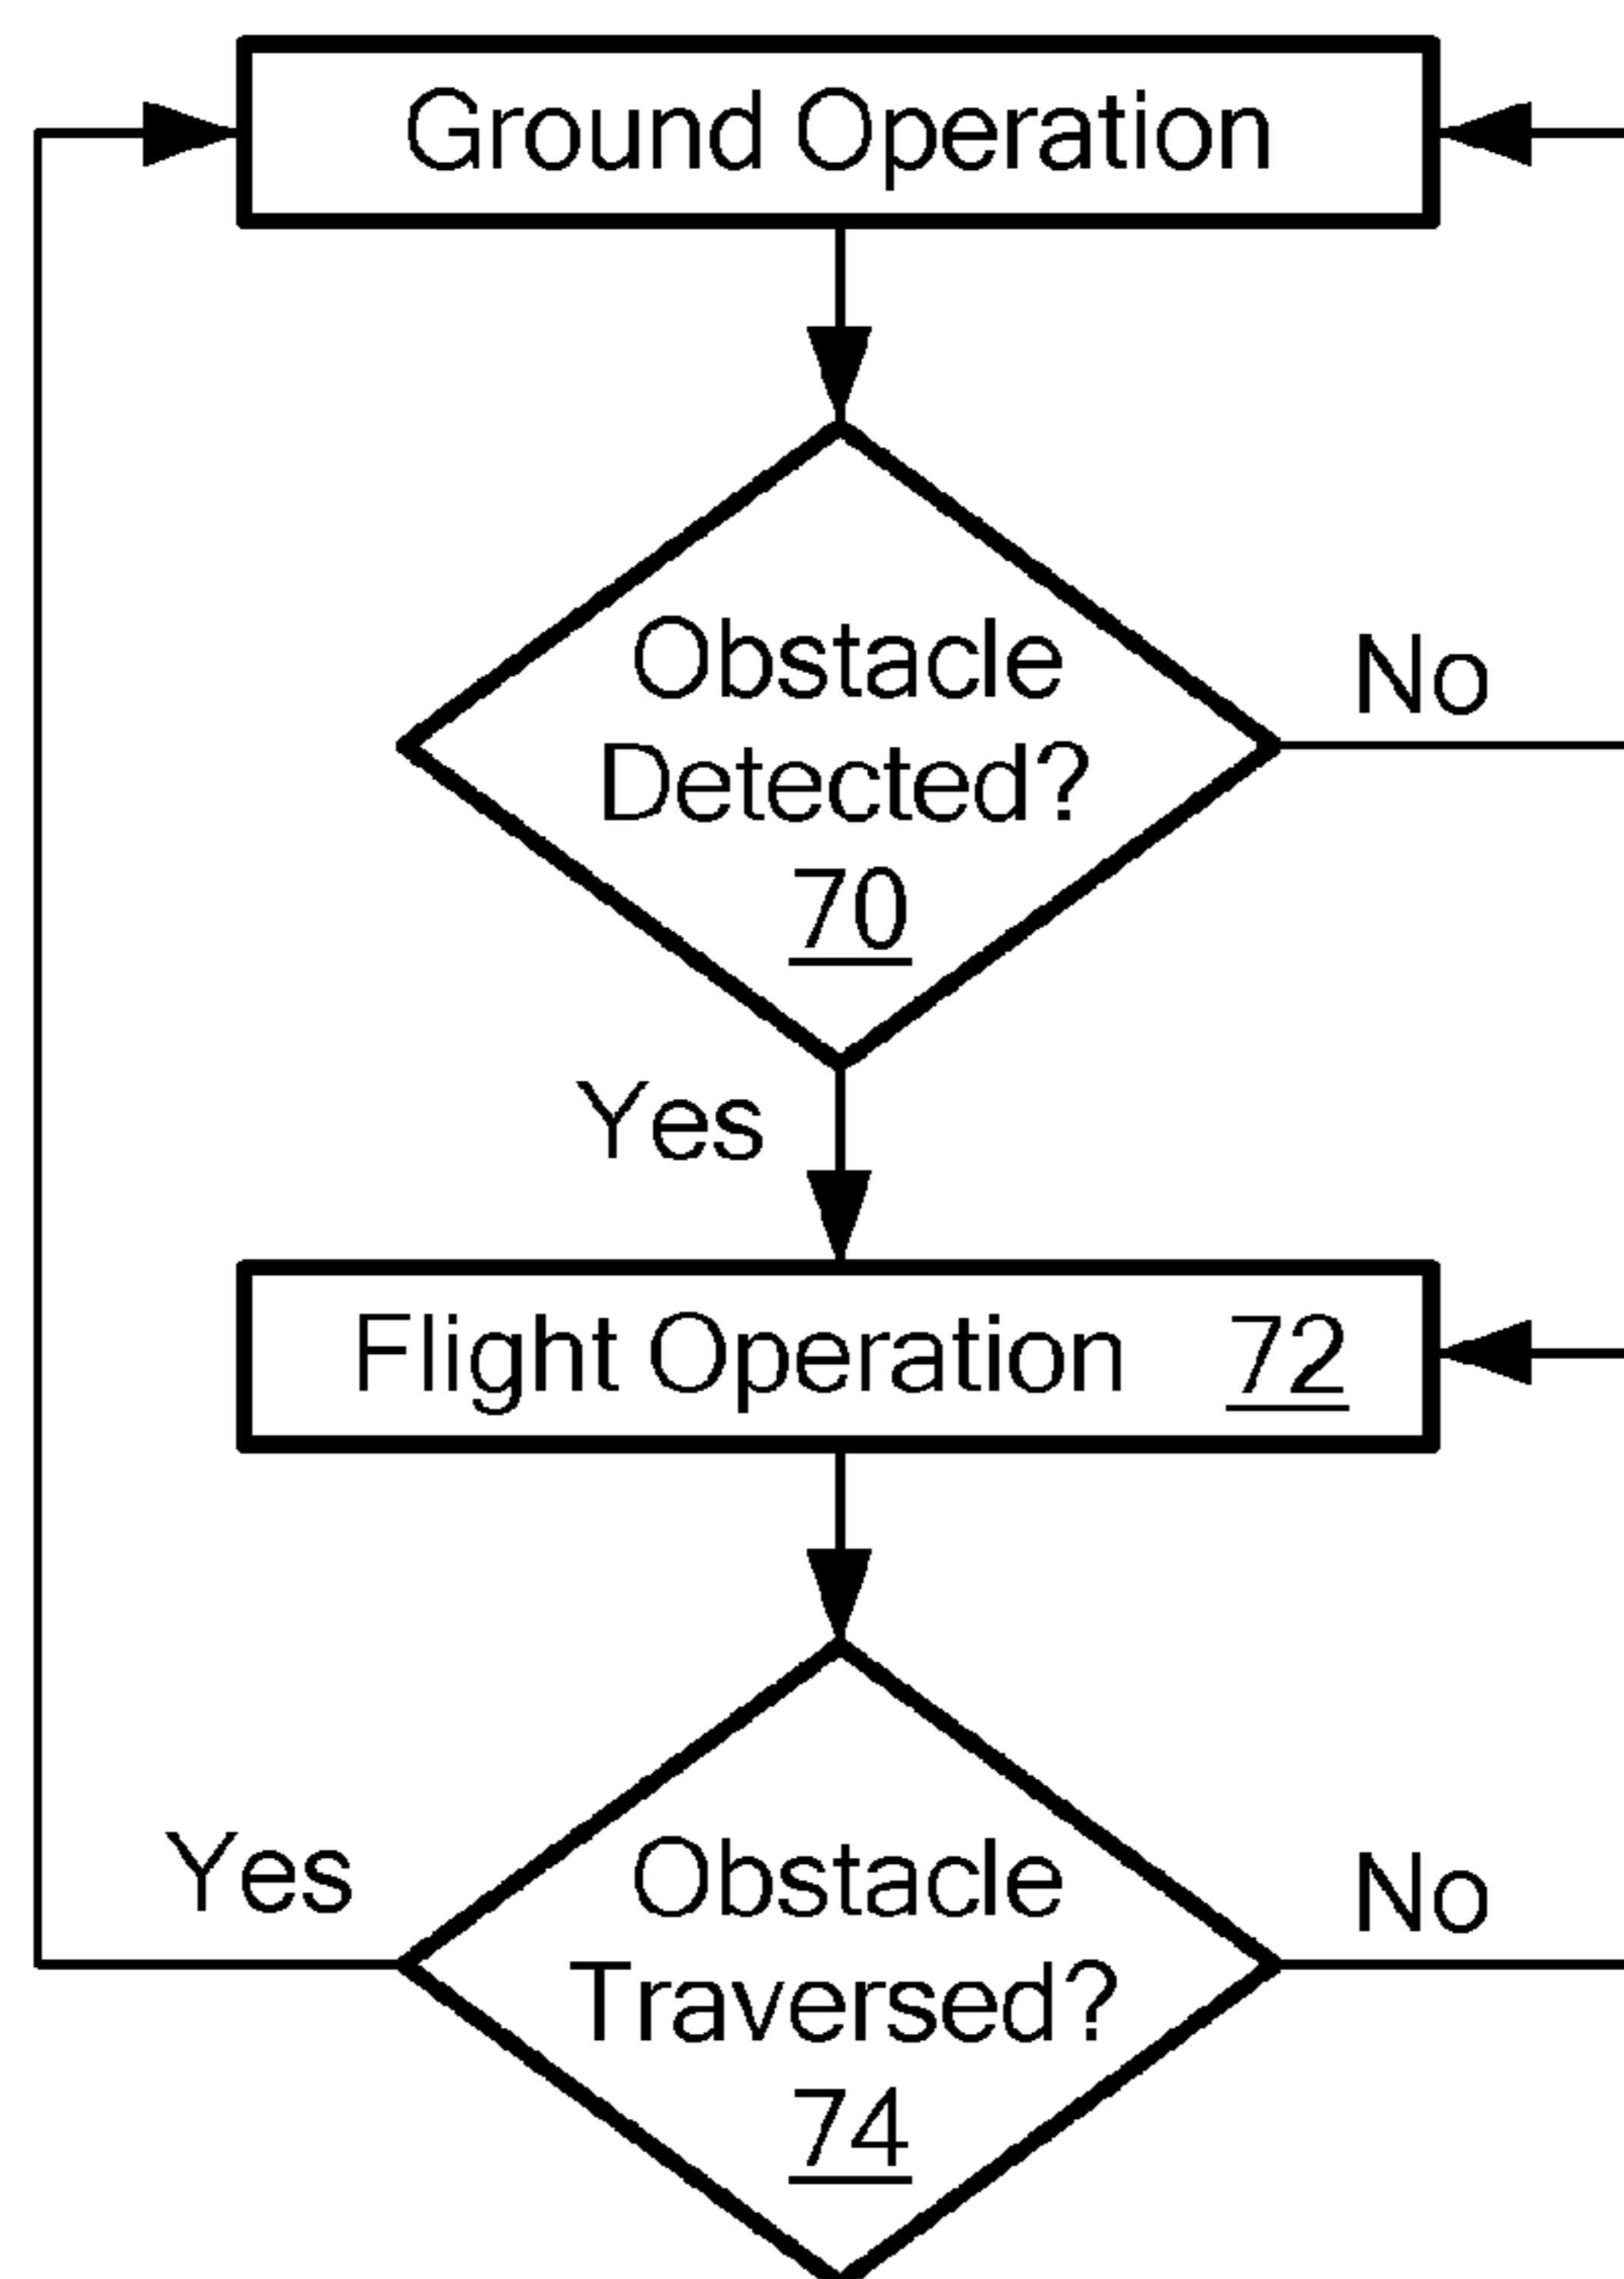 Ground Operation
Obstacle
Detected?
70
No
Yes
Flight Operation 72
Obstacle
Traversed?
74
Yes
No